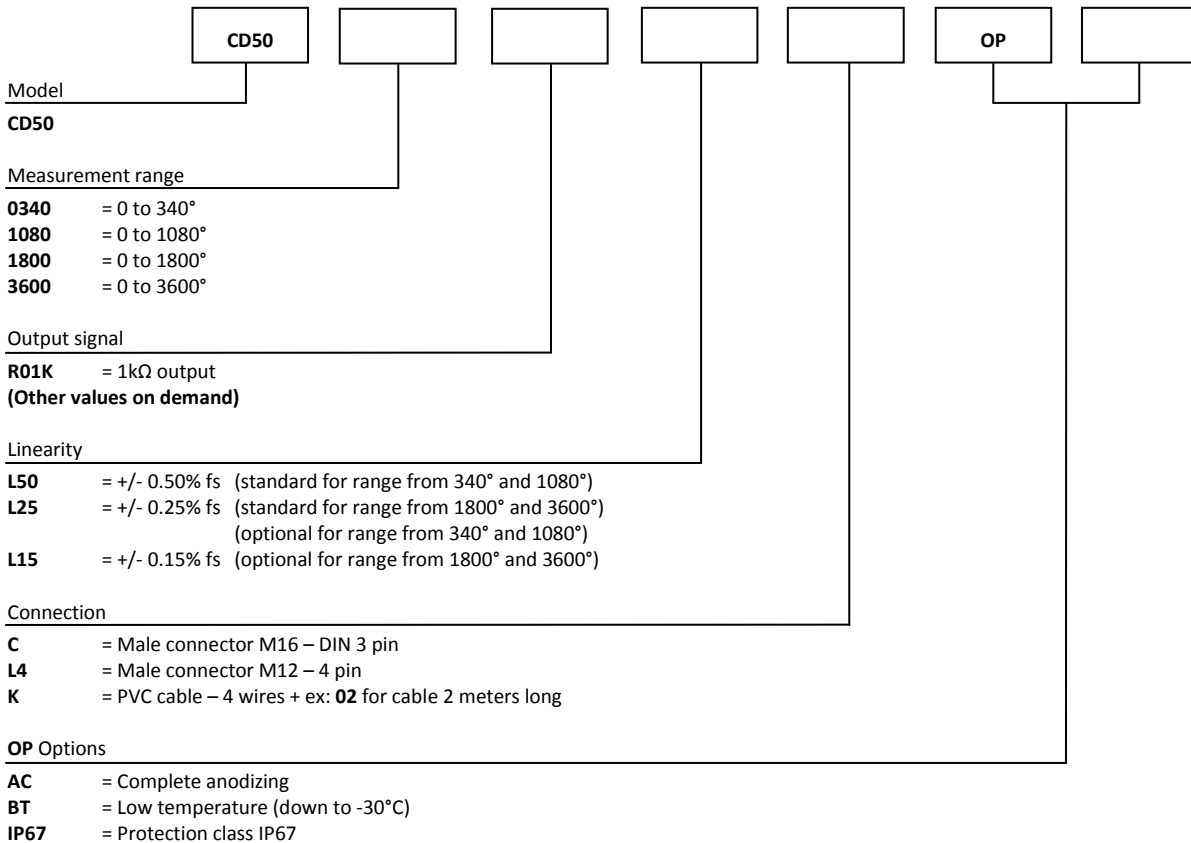 CD50 OP
Model
CD50
Measurement range
0340 = 0 to 340°
1080 = 0 to 1080°
1800 = 0 to 1800°
3600 = 0 to 3600°
Output signal
R01K = 1kΩ output
(Other values on demand)
Linearity
L50 = +/- 0.50% fs (standard for range from 340° and 1080°)
L25 = +/- 0.25% fs (standard for range from 1800° and 3600°)
(optional for range from 340° and 1080°)
L15 = +/- 0.15% fs (optional for range from 1800° and 3600°)
Connection
C = Male connector M16 – DIN 3 pin
L4 = Male connector M12 – 4 pin
K = PVC cable – 4 wires + ex: 02 for cable 2 meters long
OP Options
AC = Complete anodizing
BT = Low temperature (down to -30°C)
IP67 = Protection class IP67